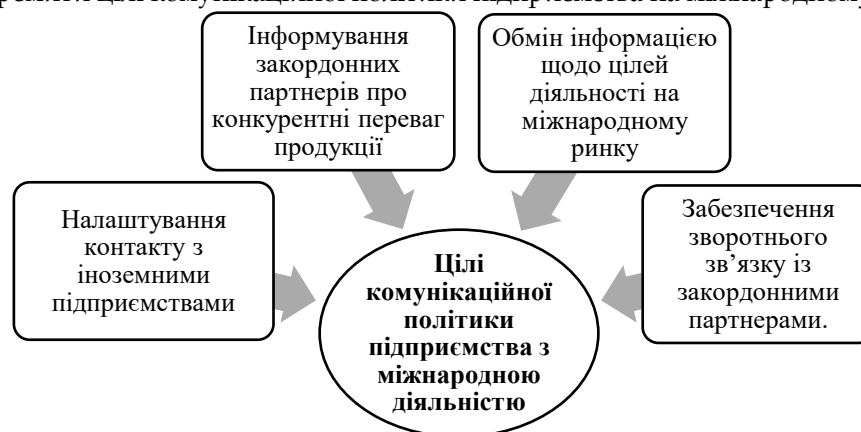 Інформування
закордонних
партнерів про
конкурентні переваг
продукції
Обмін інформацією
щодо цілей
діяльності на
міжнародному
ринку
Налаштування
контакту з
іноземними
підприємствами
Забезпечення
зворотнього
зв’язку із
закордонними
партнерами.
Цілі
комунікаційної
політики
підприємства з
міжнародною
діяльністю